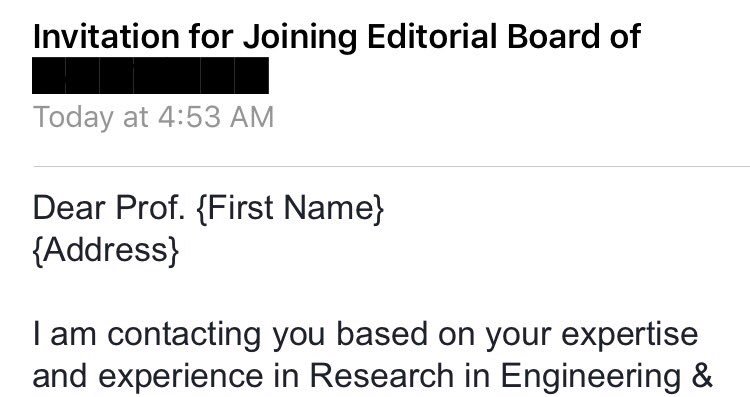 Invitation for Joining Editorial Board of
Today at 4:53 AM
Dear Prof. {First Name}
{Address}
I am contacting you based on your expertise
and experience in Research in Engineering &